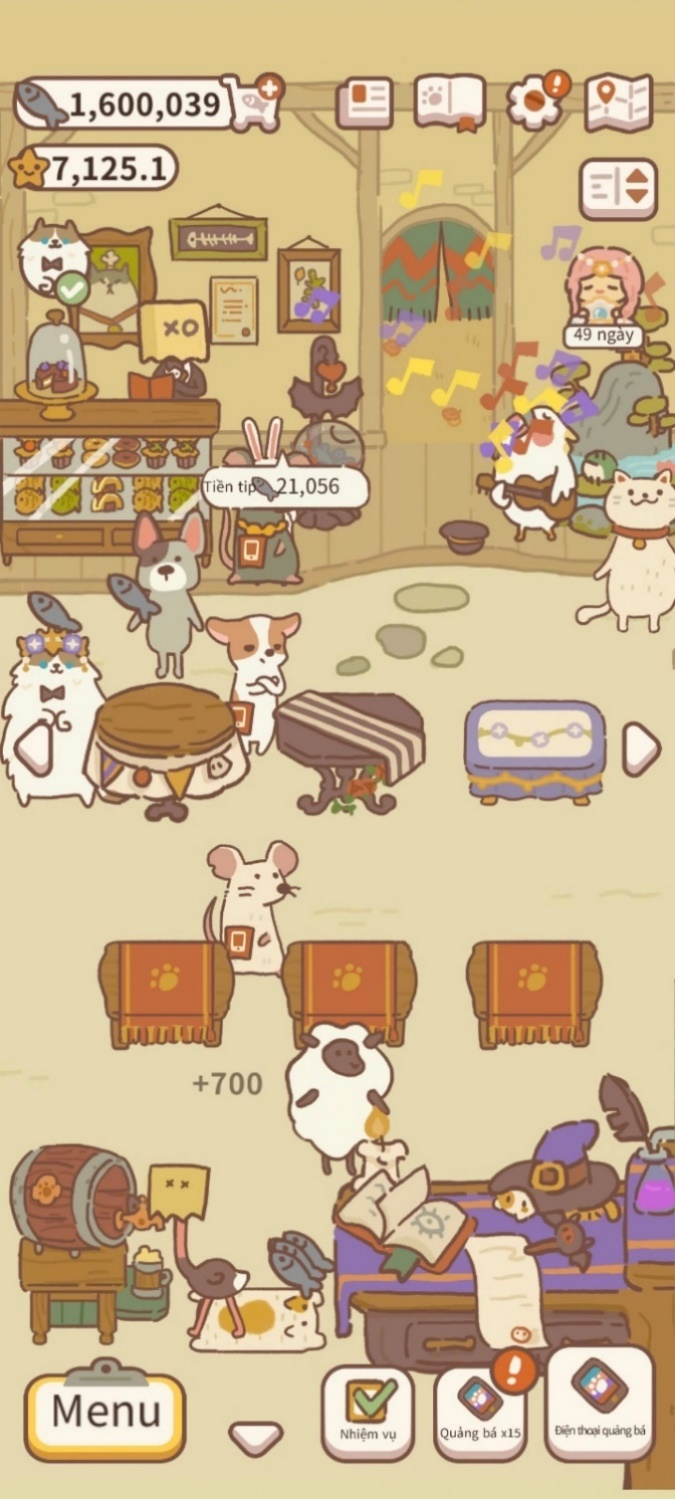 1,600,039
7,125.1
XO
49 ngày
Tiền tip 21,056
+700
Menu
Nhiệm vụ
Quảng bá x15
Điện thoại quảng bá